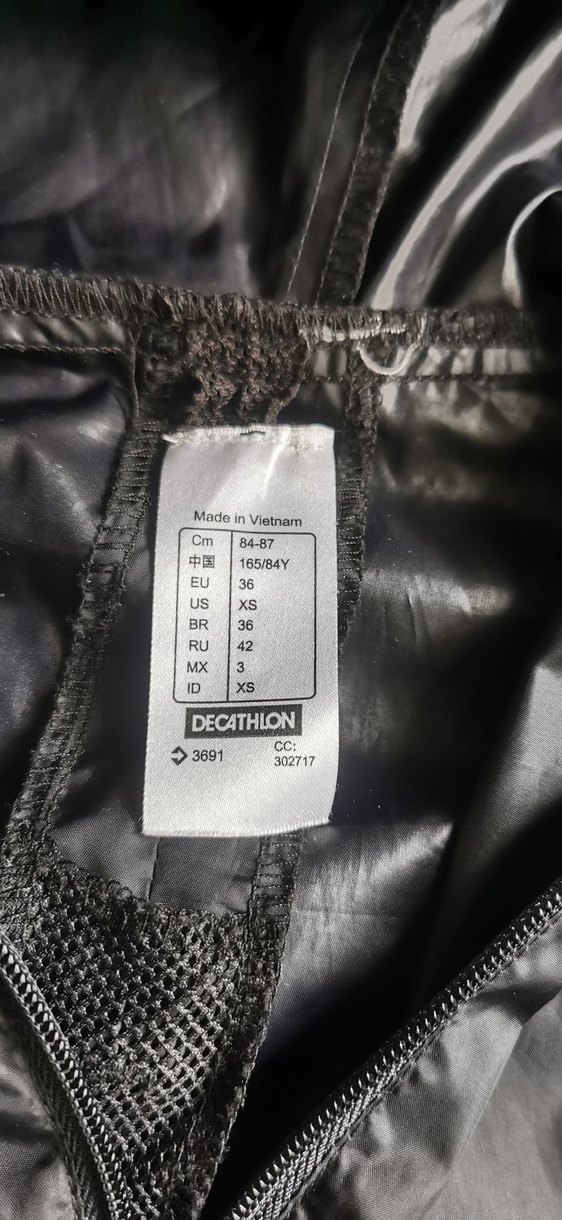 Made in Vietnam
Cm 84-87
中国 165/84Y
EU 36
US XS
BR 36
RU 42
MX 3
ID XS
DECATHLON
3691 CC:
302717